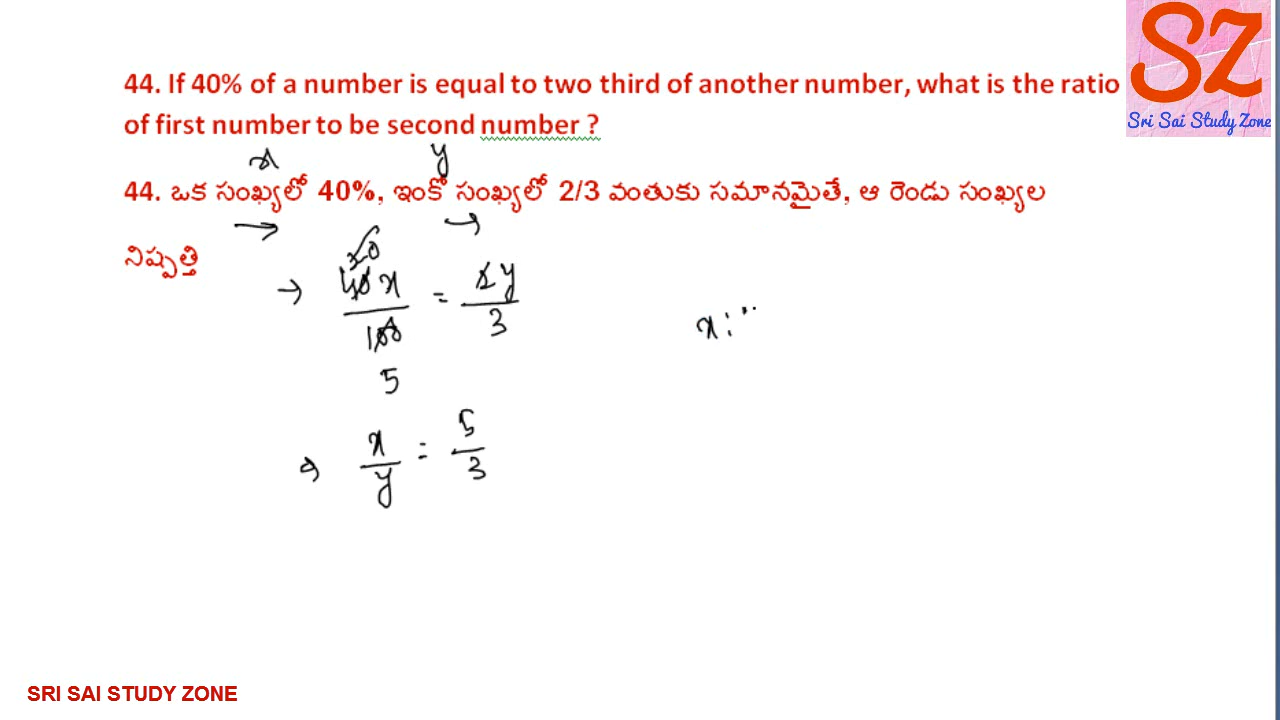 SZ
Sri Sai Study Zone
44. If 40% of a number is equal to two third of another number, what is the ratio
of first number to be second number ?
x y
44. ఒక సంఖ్యలో 40%, ఇంకో సంఖ్యలో 2/3 వంతుకు సమానమైతే, ఆ రెండు సంఖ్యల
నిష్పత్తి
20
→ 40x = 2y
100 3
5
x:
⇒ x = 5
y 3
SRI SAI STUDY ZONE